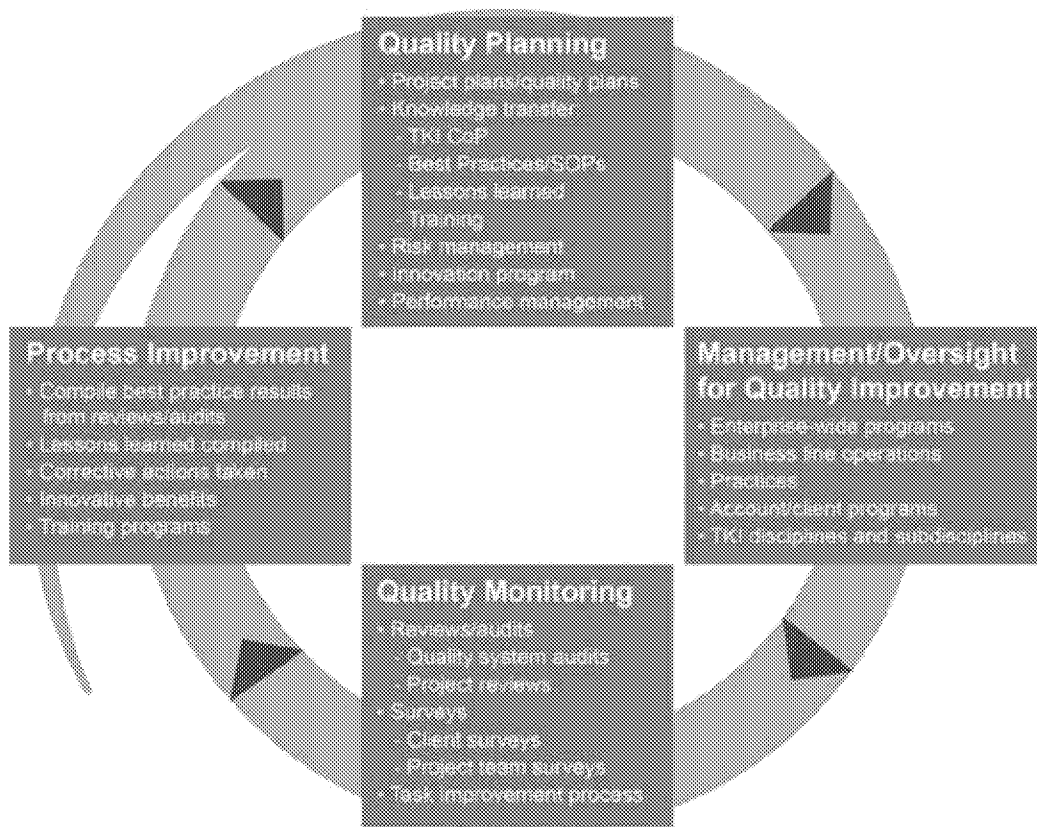 Quality Planning
• Project plans/quality plans
• Knowledge transfer
- TKI CoP
- Best Practices/SOPs
- Lessons learned
- Training
• Risk management
• Innovation program
• Performance management
Management/Oversight
for Quality Improvement
• Enterprise-wide programs
• Business line operations
• Practices
• Account/client programs
• TKI disciplines and subdisciplines
Quality Monitoring
• Reviews/audits
- Quality system audits
- Project reviews
• Surveys
- Client surveys
- Project team surveys
• Task improvement process
Process Improvement
• Compile best practice results
from reviews/audits
• Lessons learned compiled
• Corrective actions taken
• Innovative benefits
• Training programs